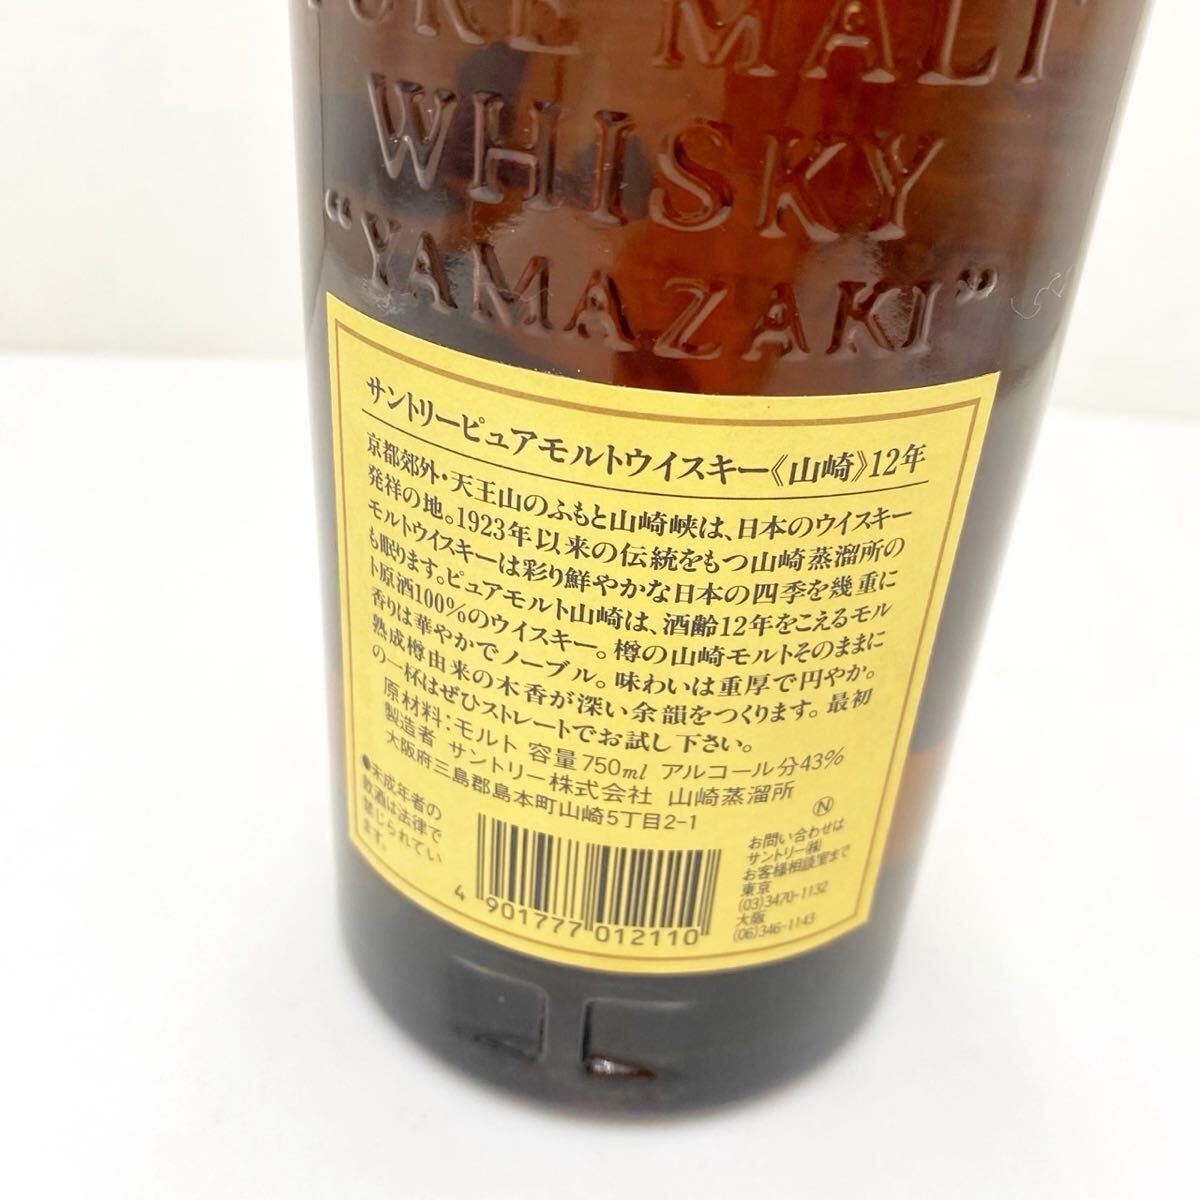 PURE MALT
WHISKY
“YAMAZAKI”
サントリーピュアモルトウイスキー《山崎》12年
京都郊外・天王山のふもと山崎峡は、日本のウイスキー
発祥の地。1923年以来の伝統をもつ山崎蒸溜所の
モルトウイスキーは彩り鮮やかな日本の四季を幾重に
も眠ります。ピュアモルト山崎は、酒齢12年をこえるモル
ト原酒100%のウイスキー。樽の山崎モルトそのままに
香りは華やかでノーブル。味わいは重厚で円やか。
熟成樽由来の木香が深い余韻をつくります。最初
の一杯はぜひストレートでお試し下さい。
原材料：モルト 容量750ml アルコール分43%
製造者 サントリー株式会社 山崎蒸溜所
大阪府三島郡島本町山崎5丁目2-1
●未成年者の
飲酒は法律で
禁じられてい
ます。
4 901777 012110
Ⓝ
お問い合わせは
サントリー㈱
お客様相談室まで
東京
(03)3470-1132
大阪
(06)346-1143